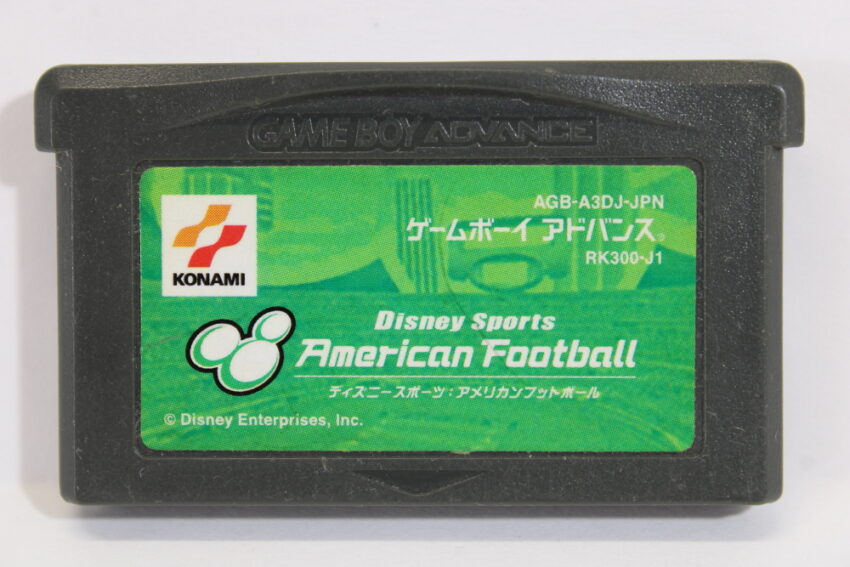 GAME BOY ADVANCE
AGB-A3DJ-JPN
ゲームボーイ アドバンス®
RK300-J1
KONAMI
Disney Sports
American Football
ディズニースポーツ:アメリカンフットボール
© Disney Enterprises, Inc.